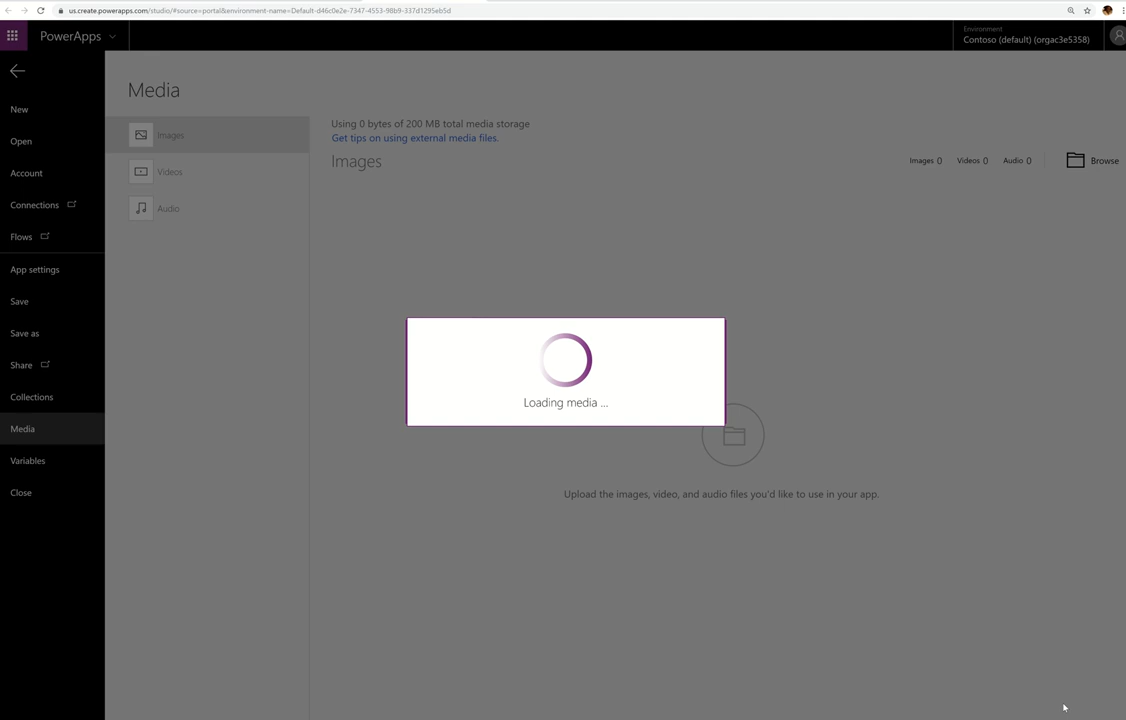 us.create.powerapps.com/studio/#source=portal&environment-name=Default-d46c0e2e-7347-4553-98b9-337d1295eb5d
PowerApps
Environment
Contoso (default) (orgac3e5358)
New
Open
Account
Connections
Flows
App settings
Save
Save as
Share
Collections
Media
Variables
Close
Media
Images
Videos
Audio
Using 0 bytes of 200 MB total media storage
Get tips on using external media files.
Images
Images 0
Videos 0
Audio 0
Browse
Loading media ...
Upload the images, video, and audio files you'd like to use in your app.